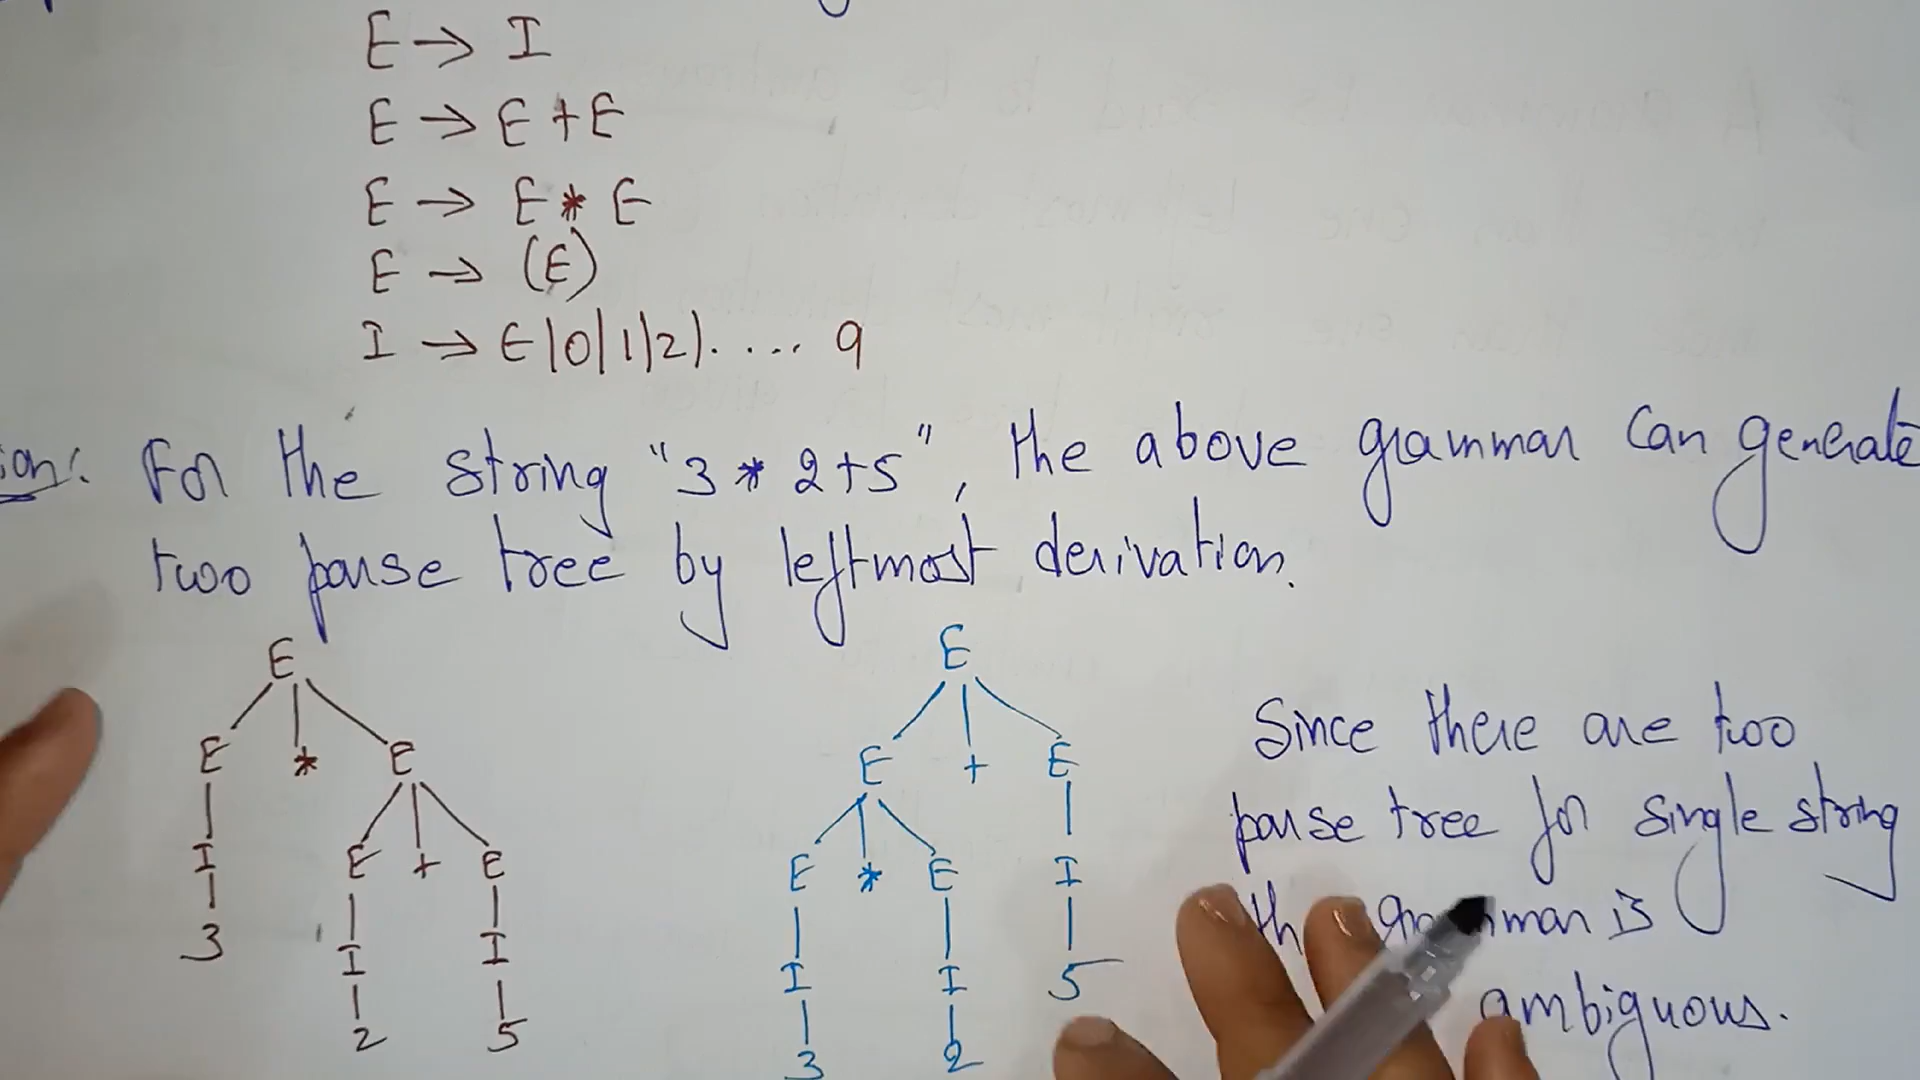 E → I
E → E + E
E → E * E
E → (E)
I → ε|0|1|2|.... 9
ion: For the string "3 * 2+5", the above grammar can generate
two parse tree by leftmost derivation.
E E
E * E E + E
I E + E E * E I
3 I I I I 5
2 5 3 2
Since there are two
parse tree for single string
the grammar is
ambiguous.